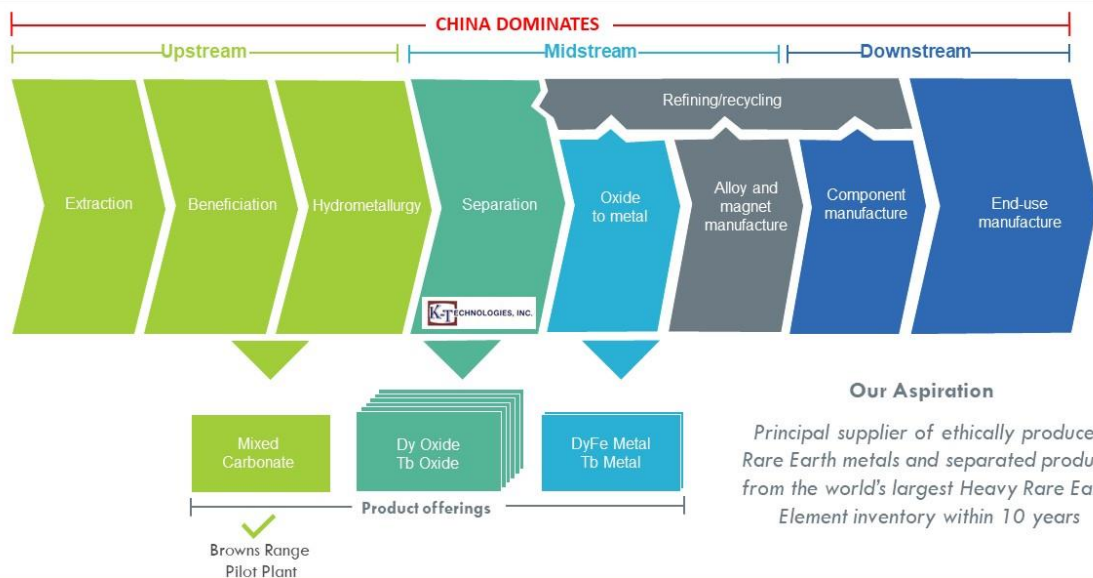 CHINA DOMINATES
Upstream
Midstream
Downstream
Refining/recycling
Extraction
Beneficiation
Hydrometallurgy
Separation
Oxide
to metal
Alloy and
magnet
manufacture
Component
manufacture
End-use
manufacture
K-TECHNOLOGIES, INC.
Mixed
Carbonate
Dy Oxide
Tb Oxide
DyFe Metal
Tb Metal
Product offerings
Browns Range
Pilot Plant
Our Aspiration
Principal supplier of ethically produce
Rare Earth metals and separated produ
from the world's largest Heavy Rare Ea
Element inventory within 10 years